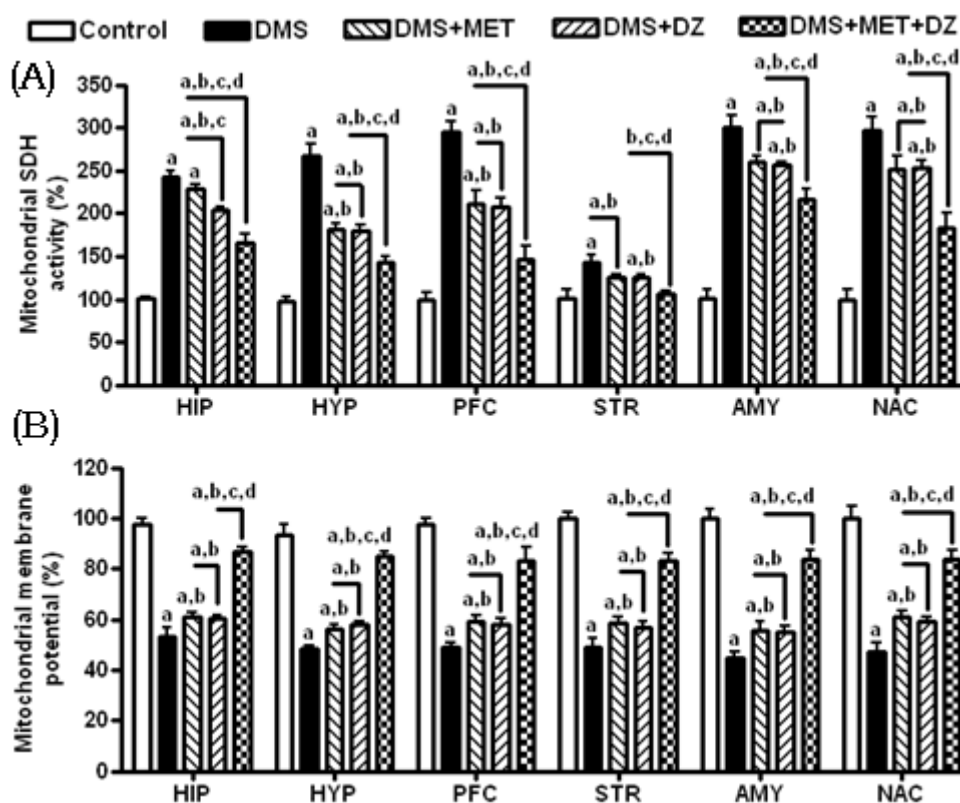 Control DMS DMS+MET DMS+DZ DMS+MET+DZ
(A)
Mitochondrial SDH
activity (%)
350
300
250
200
150
100
50
0
a a a,b,c a,b,c,d
a a,b a,b a,b,c,d
a a,b a,b a,b,c,d
a a,b a,b b,c,d
a a,b a,b a,b,c,d
a a,b a,b a,b,c,d
HIP HYP PFC STR AMY NAC
(B)
Mitochondrial membrane
potential (%)
120
100
80
60
40
20
0
a a,b a,b a,b,c,d
a a,b a,b a,b,c,d
a a,b a,b a,b,c,d
a a,b a,b a,b,c,d
a a,b a,b a,b,c,d
a a,b a,b a,b,c,d
HIP HYP PFC STR AMY NAC